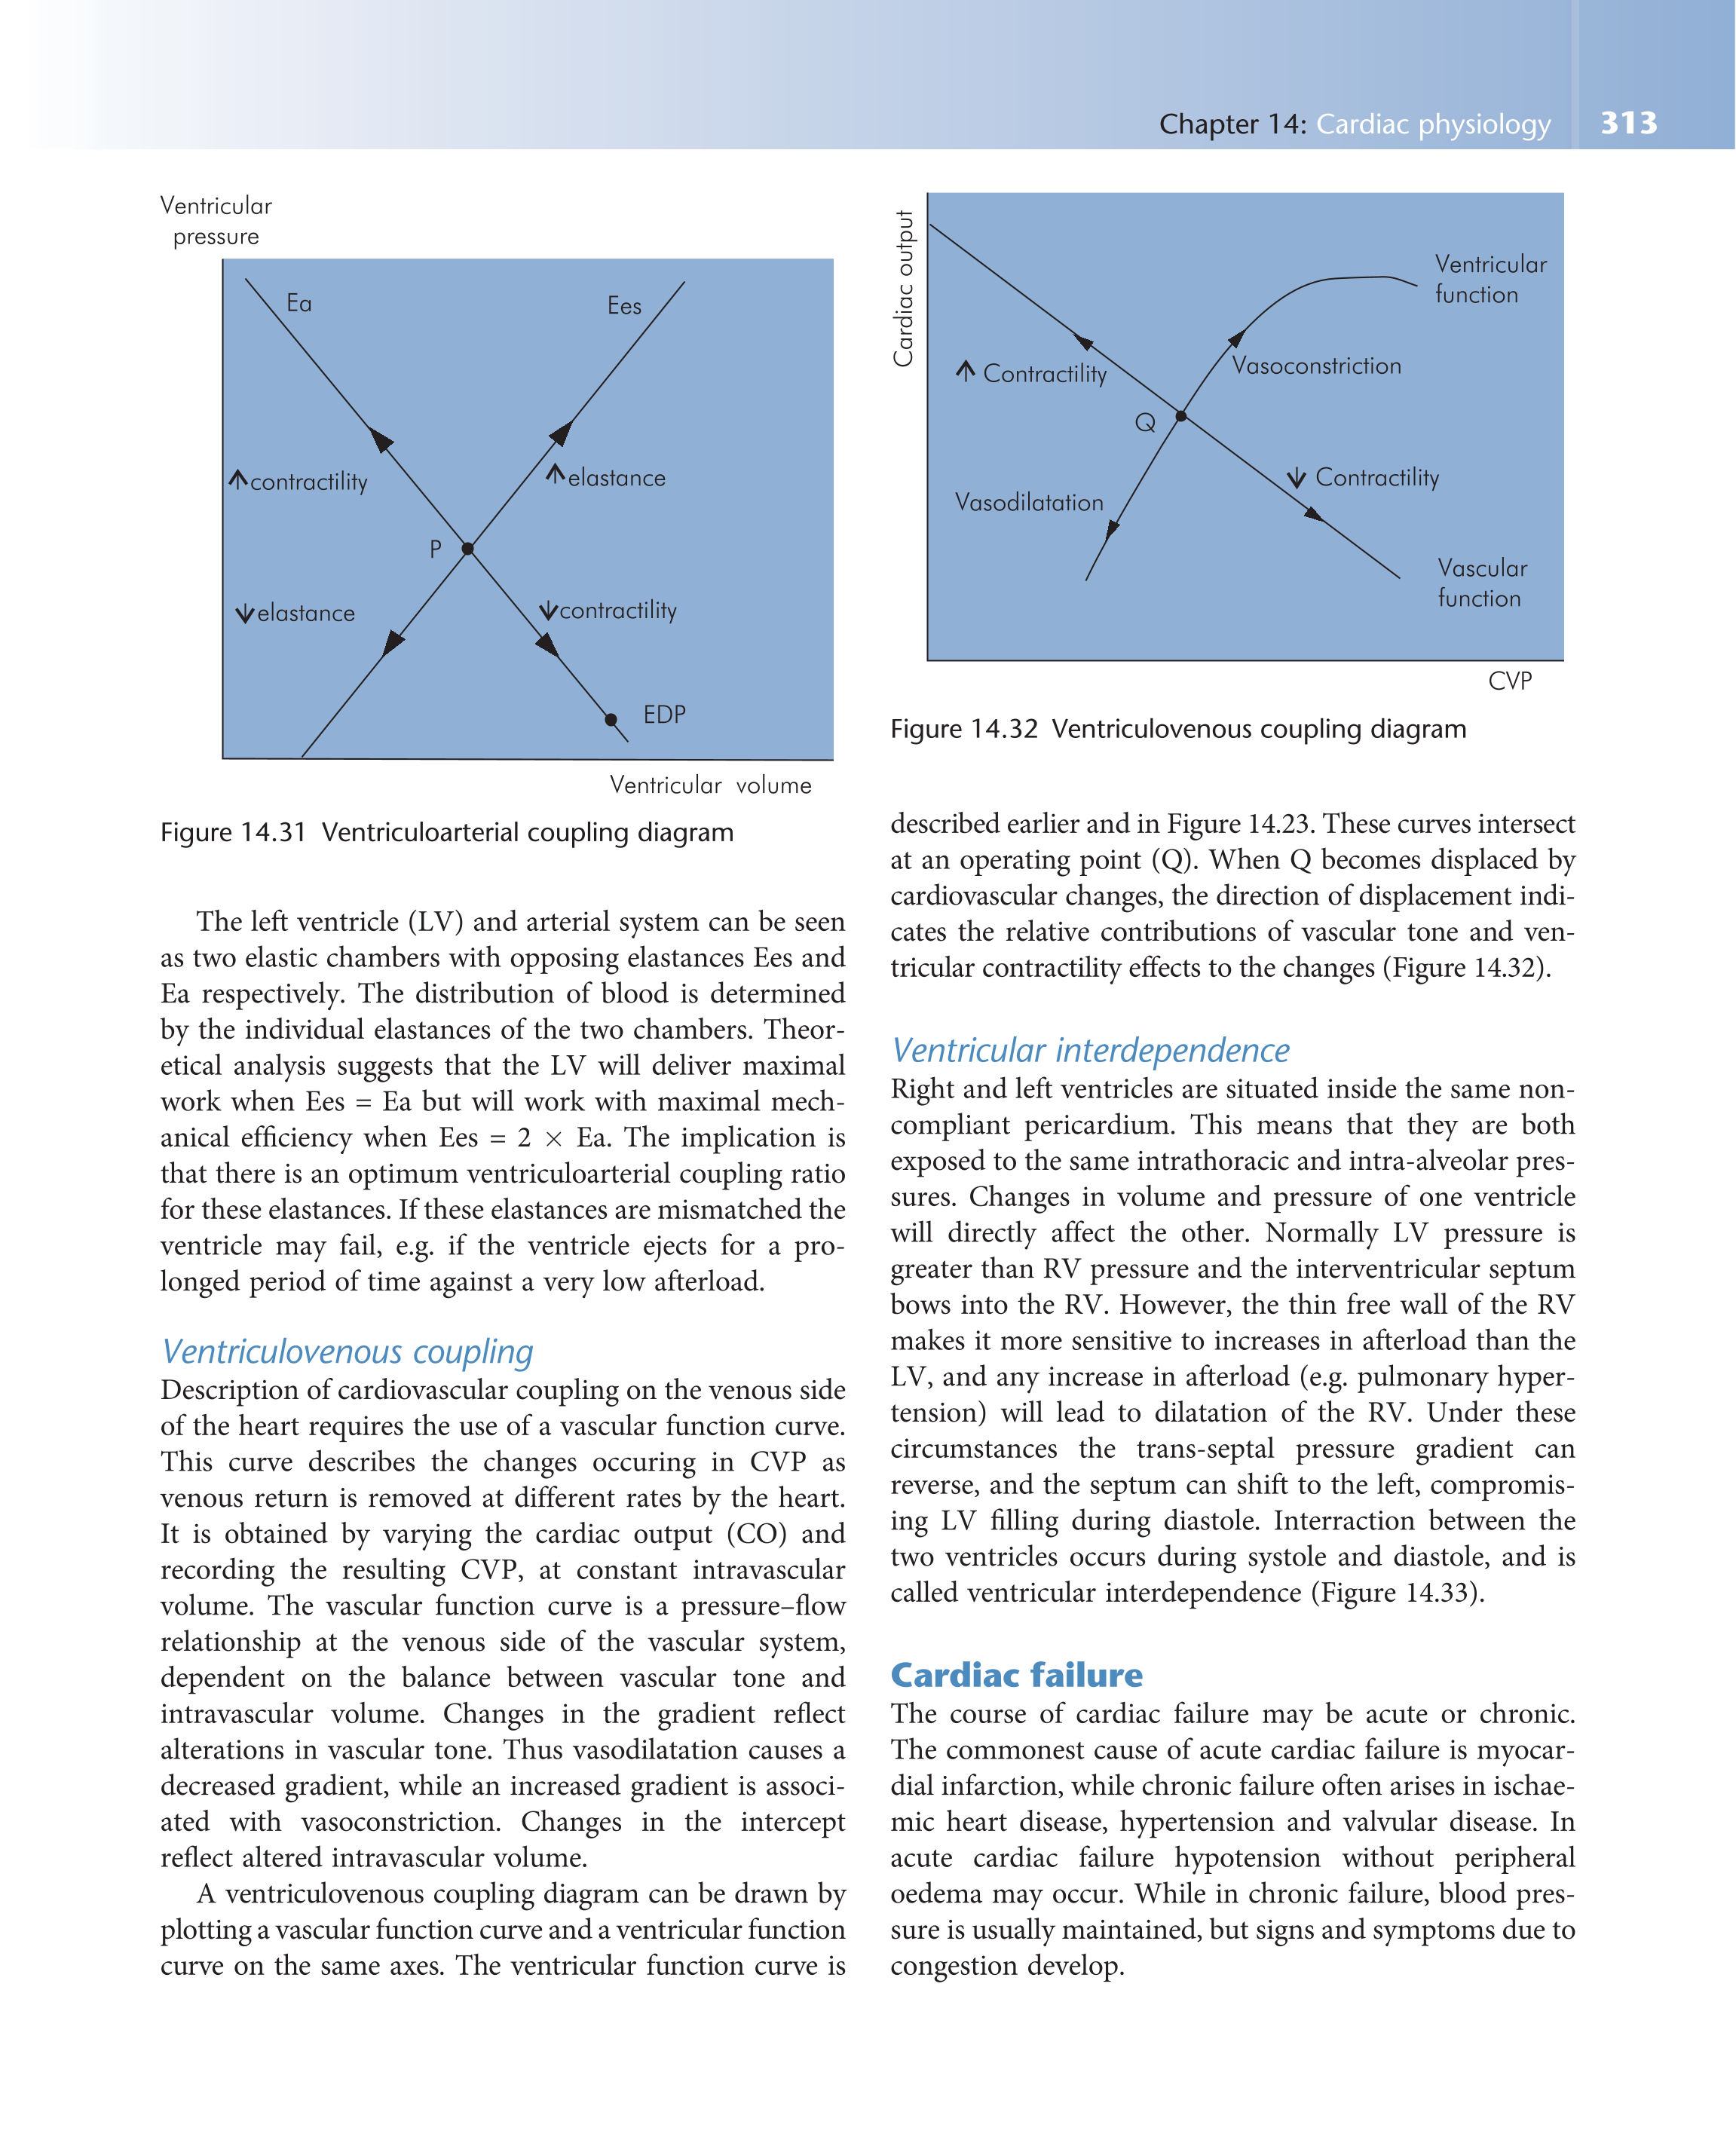 Chapter 14: Cardiac physiology 313
Ventricular
pressure
Ea
Ees
↑contractility
↑elastance
P
↓elastance
↓contractility
EDP
Ventricular volume
Figure 14.31 Ventriculoarterial coupling diagram
The left ventricle (LV) and arterial system can be seen
as two elastic chambers with opposing elastances Ees and
Ea respectively. The distribution of blood is determined
by the individual elastances of the two chambers. Theor-
etical analysis suggests that the LV will deliver maximal
work when Ees = Ea but will work with maximal mech-
anical efficiency when Ees = 2 × Ea. The implication is
that there is an optimum ventriculoarterial coupling ratio
for these elastances. If these elastances are mismatched the
ventricle may fail, e.g. if the ventricle ejects for a pro-
longed period of time against a very low afterload.
Ventriculovenous coupling
Description of cardiovascular coupling on the venous side
of the heart requires the use of a vascular function curve.
This curve describes the changes occuring in CVP as
venous return is removed at different rates by the heart.
It is obtained by varying the cardiac output (CO) and
recording the resulting CVP, at constant intravascular
volume. The vascular function curve is a pressure–flow
relationship at the venous side of the vascular system,
dependent on the balance between vascular tone and
intravascular volume. Changes in the gradient reflect
alterations in vascular tone. Thus vasodilatation causes a
decreased gradient, while an increased gradient is associ-
ated with vasoconstriction. Changes in the intercept
reflect altered intravascular volume.
A ventriculovenous coupling diagram can be drawn by
plotting a vascular function curve and a ventricular function
curve on the same axes. The ventricular function curve is
Cardiac output
Ventricular
function
↑ Contractility
Vasoconstriction
Q
↓ Contractility
Vasodilatation
Vascular
function
CVP
Figure 14.32 Ventriculovenous coupling diagram
described earlier and in Figure 14.23. These curves intersect
at an operating point (Q). When Q becomes displaced by
cardiovascular changes, the direction of displacement indi-
cates the relative contributions of vascular tone and ven-
tricular contractility effects to the changes (Figure 14.32).
Ventricular interdependence
Right and left ventricles are situated inside the same non-
compliant pericardium. This means that they are both
exposed to the same intrathoracic and intra-alveolar pres-
sures. Changes in volume and pressure of one ventricle
will directly affect the other. Normally LV pressure is
greater than RV pressure and the interventricular septum
bows into the RV. However, the thin free wall of the RV
makes it more sensitive to increases in afterload than the
LV, and any increase in afterload (e.g. pulmonary hyper-
tension) will lead to dilatation of the RV. Under these
circumstances the trans-septal pressure gradient can
reverse, and the septum can shift to the left, compromis-
ing LV filling during diastole. Interraction between the
two ventricles occurs during systole and diastole, and is
called ventricular interdependence (Figure 14.33).
Cardiac failure
The course of cardiac failure may be acute or chronic.
The commonest cause of acute cardiac failure is myocar-
dial infarction, while chronic failure often arises in ischae-
mic heart disease, hypertension and valvular disease. In
acute cardiac failure hypotension without peripheral
oedema may occur. While in chronic failure, blood pres-
sure is usually maintained, but signs and symptoms due to
congestion develop.